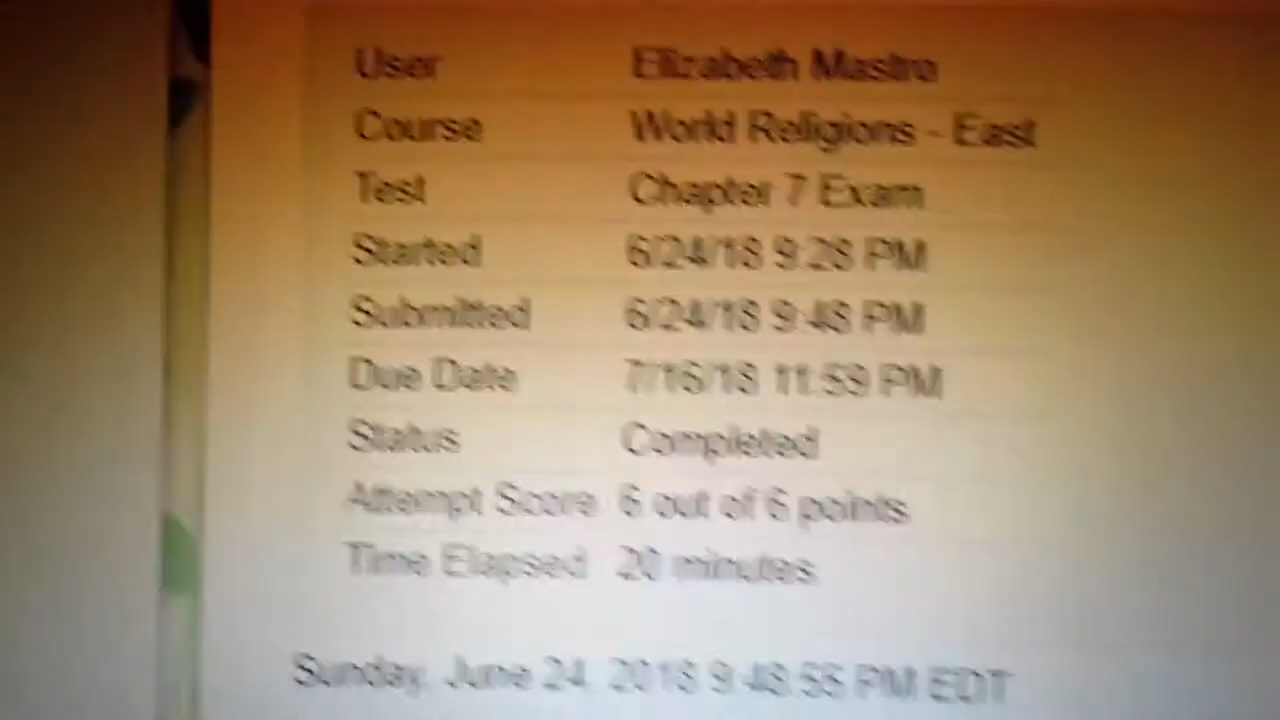 User Elizabeth Mastro
Course World Religions - East
Test Chapter 7 Exam
Started 6/24/18 9:28 PM
Submitted 6/24/18 9:48 PM
Due Date 7/16/18 11:59 PM
Status Completed
Attempt Score 6 out of 6 points
Time Elapsed 20 minutes
Sunday, June 24, 2018 9:48:55 PM EDT